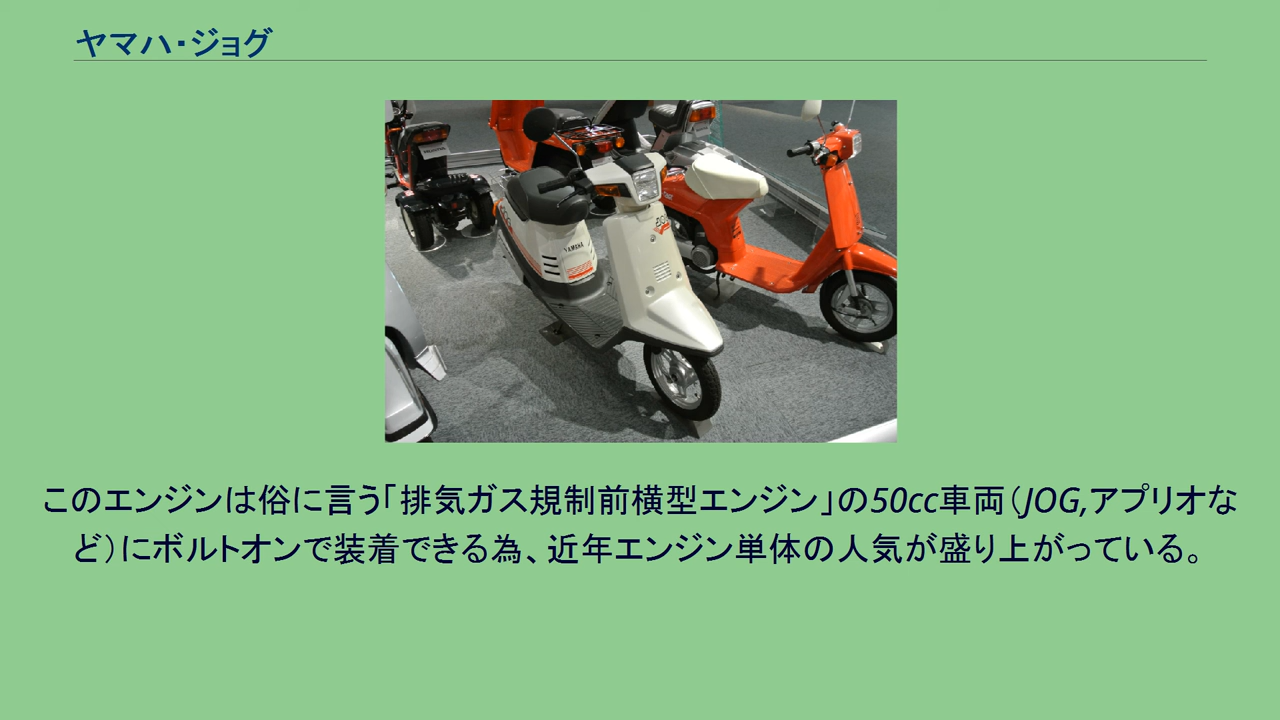 ヤマハ・ジョグ
YAMAHA
このエンジンは俗に言う「排気ガス規制前横型エンジン」の50cc車両(JOG,アプリオな
ど)にボルトオンで装着できる為、近年エンジン単体の人気が盛り上がっている。